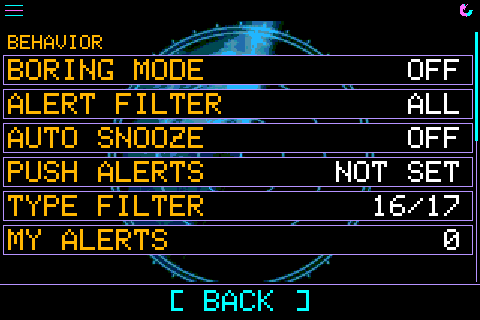 BEHAVIOR
BORING MODE OFF
ALERT FILTER ALL
AUTO SNOOZE OFF
PUSH ALERTS NOT SET
TYPE FILTER 16/17
MY ALERTS 0
[ BACK ]